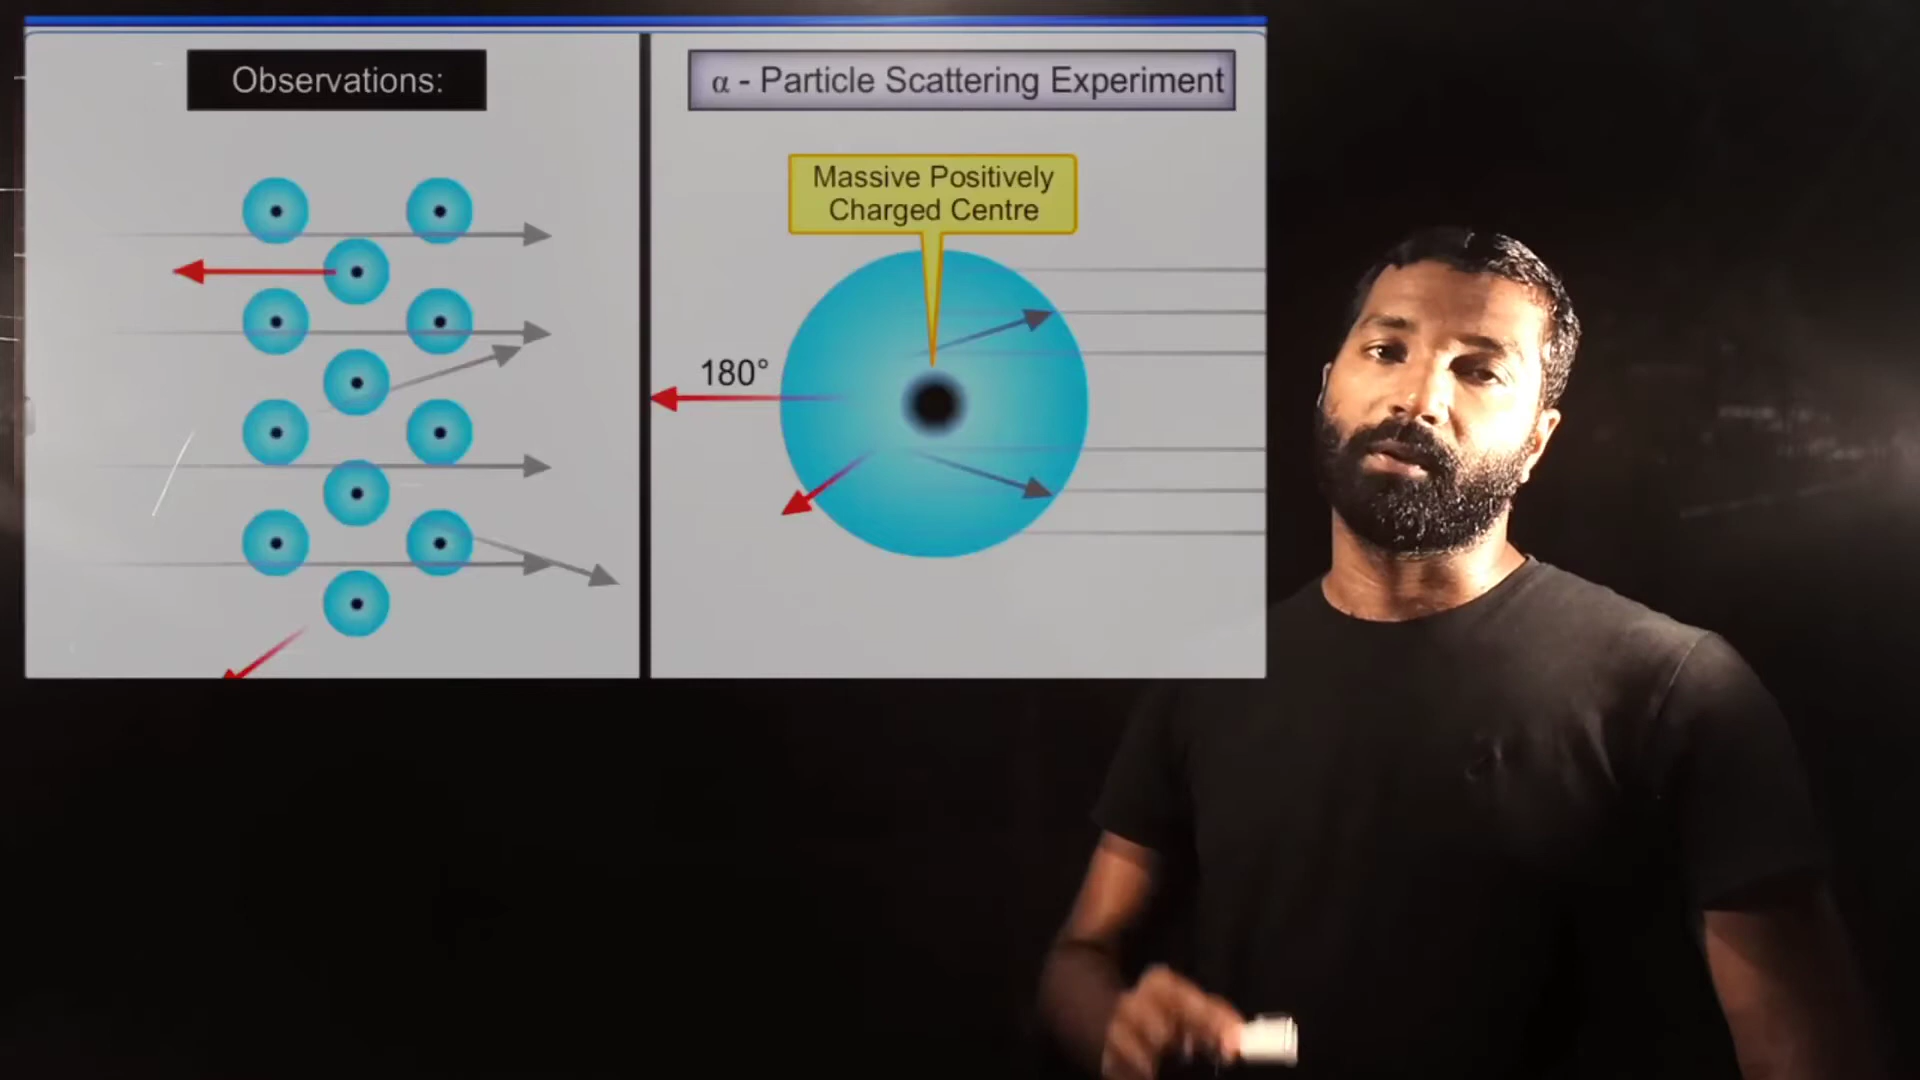 Observations:
α - Particle Scattering Experiment
Massive Positively
Charged Centre
180°